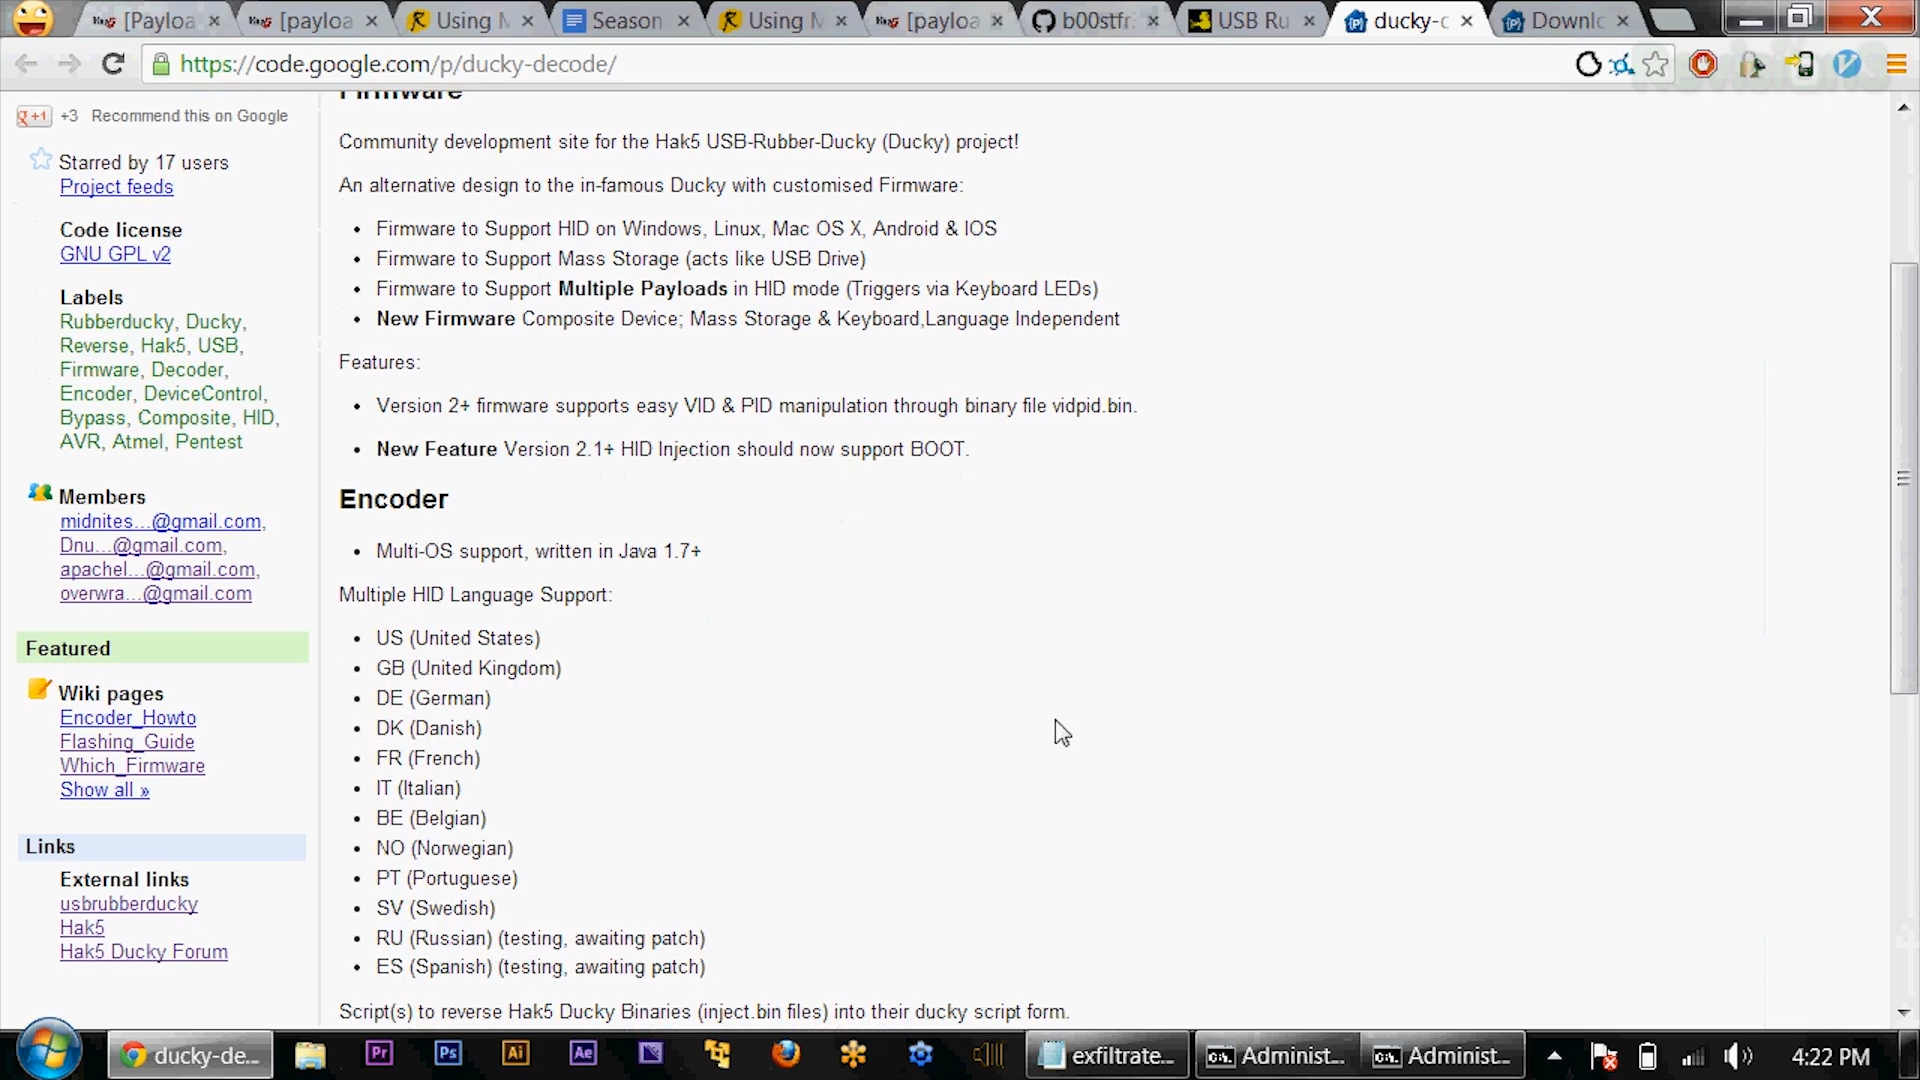 [Payloa
[payloa
Using M
Season
Using M
[payloa
b00stfr
USB Ru
ducky-c
Downlo
https://code.google.com/p/ducky-decode/
+1 +3 Recommend this on Google
Starred by 17 users
Project feeds
Code license
GNU GPL v2
Labels
Rubberducky, Ducky,
Reverse, Hak5, USB,
Firmware, Decoder,
Encoder, DeviceControl,
Bypass, Composite, HID,
AVR, Atmel, Pentest
Members
midnites...@gmail.com,
Dnu...@gmail.com,
apachel...@gmail.com,
overwra...@gmail.com
Featured
Wiki pages
Encoder_Howto
Flashing_Guide
Which_Firmware
Show all »
Links
External links
usbrubberducky
Hak5
Hak5 Ducky Forum
Firmware
Community development site for the Hak5 USB-Rubber-Ducky (Ducky) project!
An alternative design to the in-famous Ducky with customised Firmware:
• Firmware to Support HID on Windows, Linux, Mac OS X, Android & IOS
• Firmware to Support Mass Storage (acts like USB Drive)
• Firmware to Support Multiple Payloads in HID mode (Triggers via Keyboard LEDs)
• New Firmware Composite Device; Mass Storage & Keyboard,Language Independent
Features:
• Version 2+ firmware supports easy VID & PID manipulation through binary file vidpid.bin.
• New Feature Version 2.1+ HID Injection should now support BOOT.
Encoder
• Multi-OS support, written in Java 1.7+
Multiple HID Language Support:
• US (United States)
• GB (United Kingdom)
• DE (German)
• DK (Danish)
• FR (French)
• IT (Italian)
• BE (Belgian)
• NO (Norwegian)
• PT (Portuguese)
• SV (Swedish)
• RU (Russian) (testing, awaiting patch)
• ES (Spanish) (testing, awaiting patch)
Script(s) to reverse Hak5 Ducky Binaries (inject.bin files) into their ducky script form.
ducky-de...
Pr
Ps
Ai
Ae
exfiltrate...
Administ...
Administ...
4:22 PM